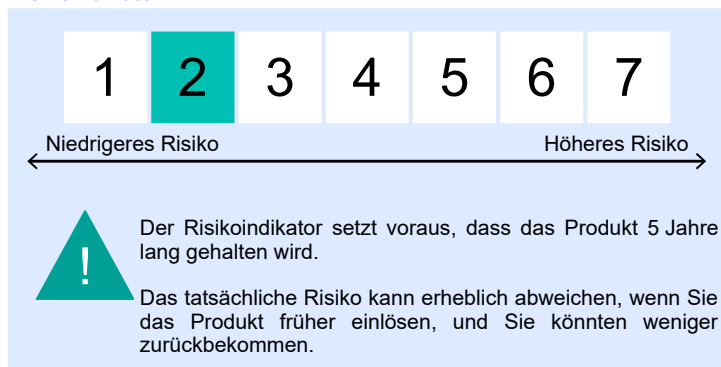 1 2 3 4 5 6 7
Niedrigeres Risiko Höheres Risiko
!
Der Risikoindikator setzt voraus, dass das Produkt 5 Jahre
lang gehalten wird.
Das tatsächliche Risiko kann erheblich abweichen, wenn Sie
das Produkt früher einlösen, und Sie könnten weniger
zurückbekommen.